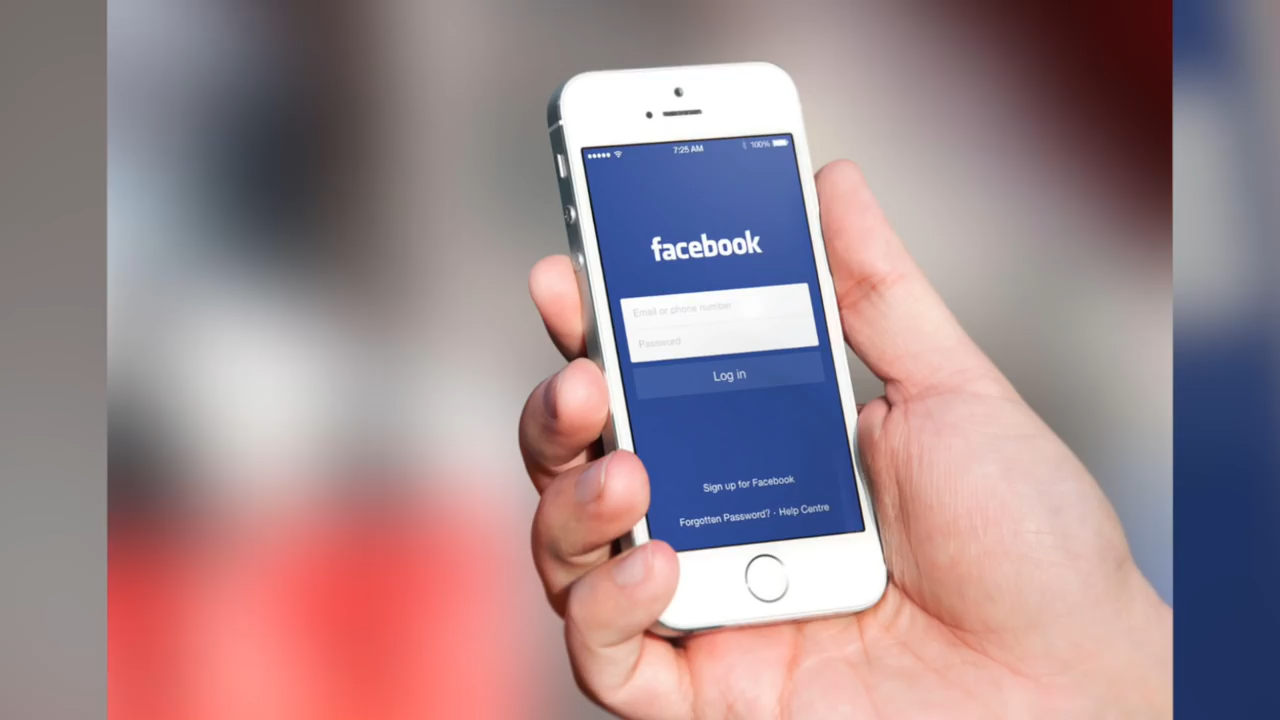 7:25 AM
100%
facebook
Email or phone number
Password
Log in
Sign up for Facebook
Forgotten Password? · Help Centre